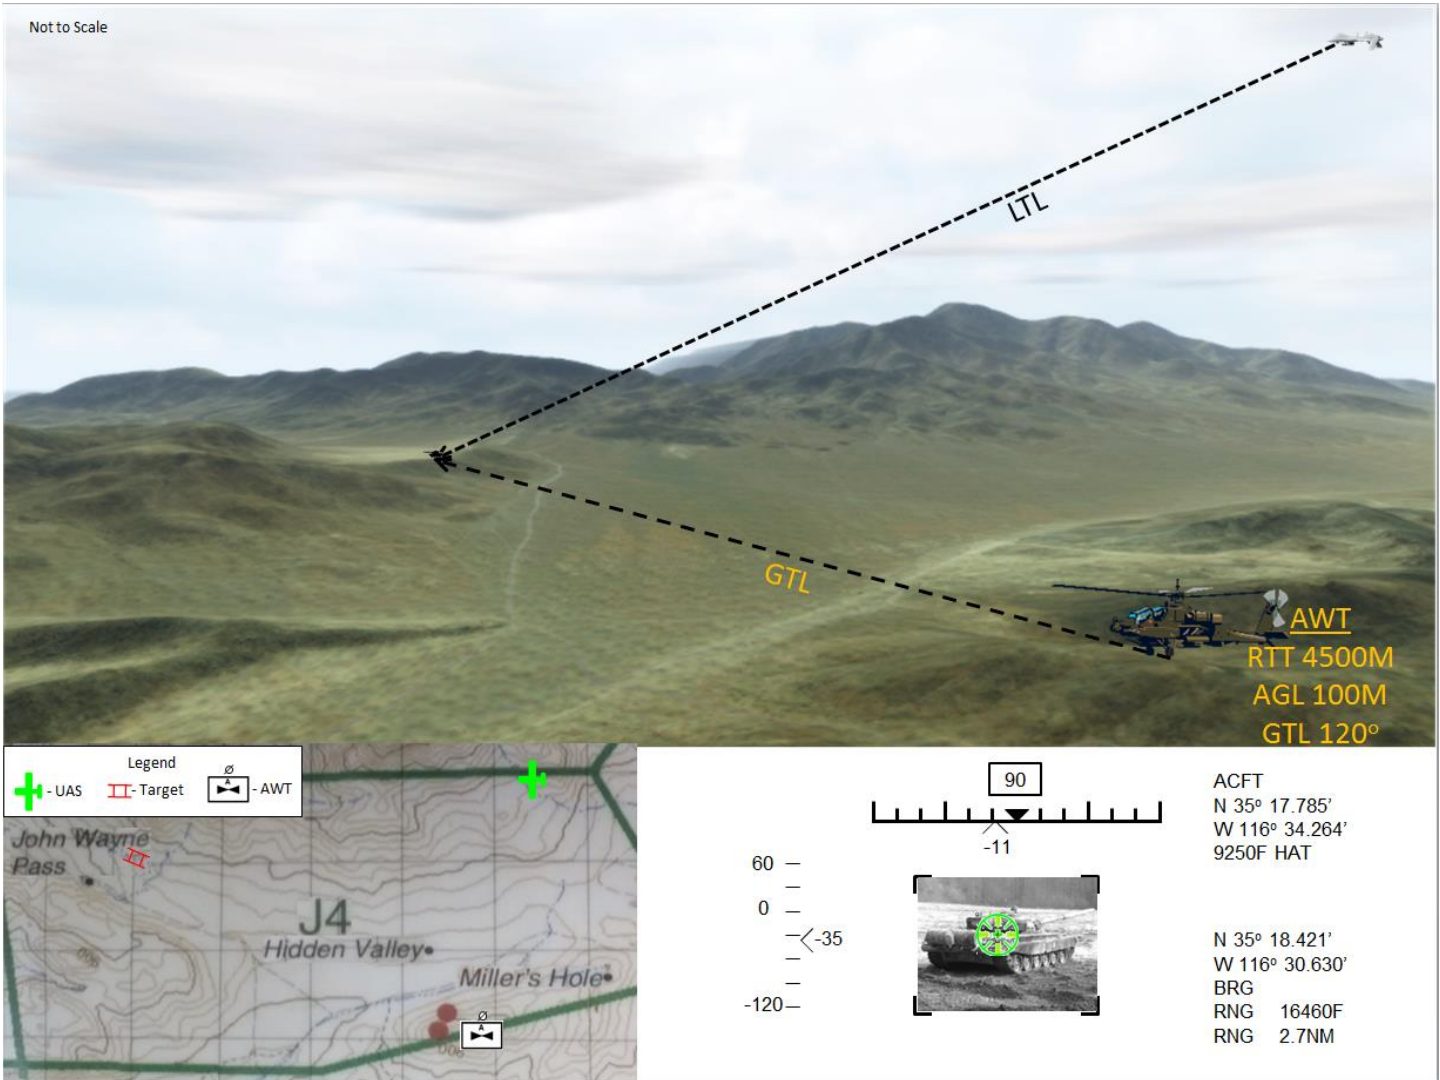 Not to Scale
LTL
GTL
AWT
RTT 4500M
AGL 100M
GTL 120°
Legend
- UAS
- Target
Ø
A
- AWT
John Wayne
Pass
J4
Hidden Valley
Miller's Hole
Ø
A
900
900
90
-11
60
0
-35
-120
ACFT
N 35° 17.785'
W 116° 34.264'
9250F HAT
N 35° 18.421'
W 116° 30.630'
BRG
RNG 16460F
RNG 2.7NM